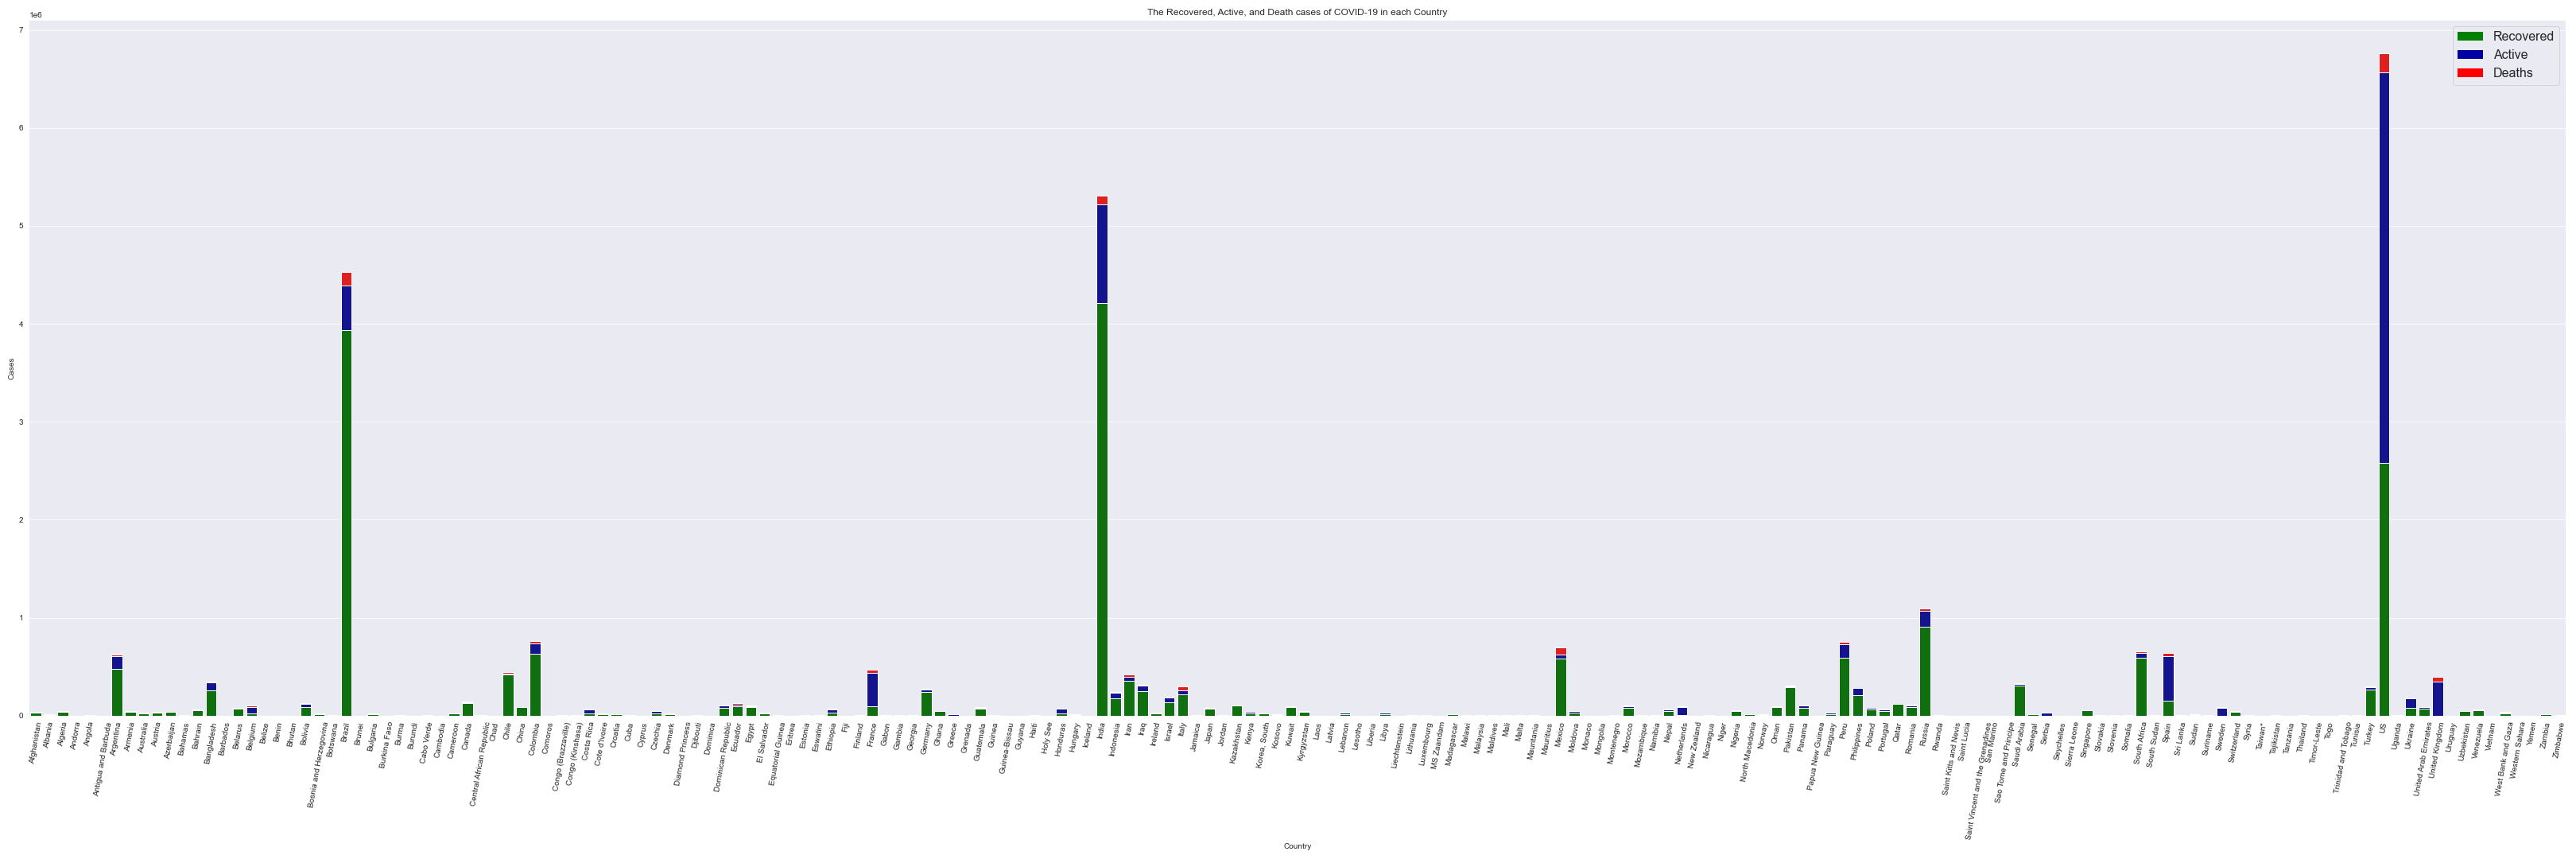 The Recovered, Active, and Death cases of COVID-19 in each Country
1e6
7
6
5
4
3
2
1
0
Cases
Recovered
Active
Deaths
Afghanistan
Albania
Algeria
Andorra
Angola
Antigua and Barbuda
Argentina
Armenia
Australia
Austria
Azerbaijan
Bahamas
Bahrain
Bangladesh
Barbados
Belarus
Belgium
Belize
Benin
Bhutan
Bolivia
Bosnia and Herzegovina
Botswana
Brazil
Brunei
Bulgaria
Burkina Faso
Burma
Burundi
Cabo Verde
Cambodia
Cameroon
Canada
Central African Republic
Chad
Chile
China
Colombia
Comoros
Congo (Brazzaville)
Congo (Kinshasa)
Costa Rica
Cote d'Ivoire
Croatia
Cuba
Cyprus
Czechia
Denmark
Diamond Princess
Djibouti
Dominica
Dominican Republic
Ecuador
Egypt
El Salvador
Equatorial Guinea
Eritrea
Estonia
Eswatini
Ethiopia
Fiji
Finland
France
Gabon
Gambia
Georgia
Germany
Ghana
Greece
Grenada
Guatemala
Guinea
Guinea-Bissau
Guyana
Haiti
Holy See
Honduras
Hungary
Iceland
India
Indonesia
Iran
Iraq
Ireland
Israel
Italy
Jamaica
Japan
Jordan
Kazakhstan
Kenya
Korea, South
Kosovo
Kuwait
Kyrgyzstan
Laos
Latvia
Lebanon
Lesotho
Liberia
Libya
Liechtenstein
Lithuania
Luxembourg
MS Zaandam
Madagascar
Malawi
Malaysia
Maldives
Mali
Malta
Mauritania
Mauritius
Mexico
Moldova
Monaco
Mongolia
Montenegro
Morocco
Mozambique
Namibia
Nepal
Netherlands
New Zealand
Nicaragua
Niger
Nigeria
North Macedonia
Norway
Oman
Pakistan
Panama
Papua New Guinea
Paraguay
Peru
Philippines
Poland
Portugal
Qatar
Romania
Russia
Rwanda
Saint Kitts and Nevis
Saint Lucia
Saint Vincent and the Grenadines
San Marino
Sao Tome and Principe
Saudi Arabia
Senegal
Serbia
Seychelles
Sierra Leone
Singapore
Slovakia
Slovenia
Somalia
South Africa
South Sudan
Spain
Sri Lanka
Sudan
Suriname
Sweden
Switzerland
Syria
Taiwan*
Tajikistan
Tanzania
Thailand
Timor-Leste
Togo
Trinidad and Tobago
Tunisia
Turkey
US
Uganda
Ukraine
United Arab Emirates
United Kingdom
Uruguay
Uzbekistan
Venezuela
Vietnam
West Bank and Gaza
Western Sahara
Yemen
Zambia
Zimbabwe
Country